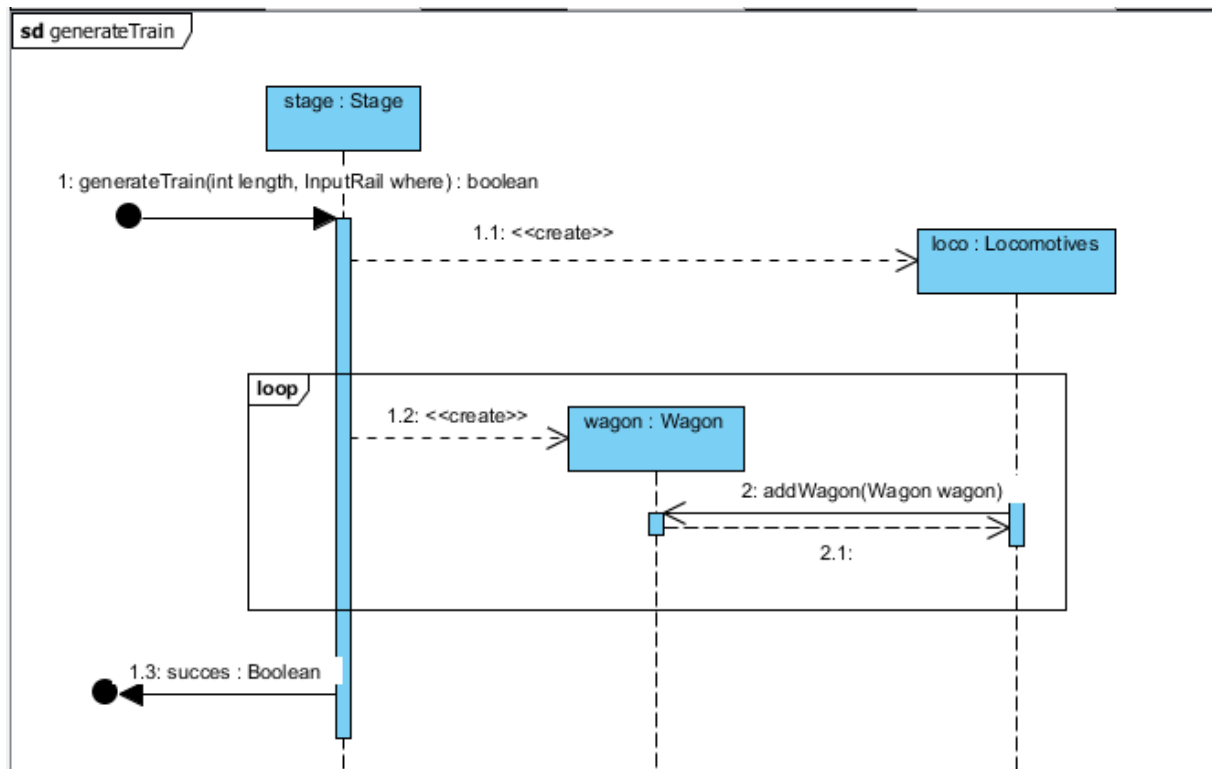 sd generateTrain
stage : Stage
1: generateTrain(int length, InputRail where) : boolean
1.1: <<create>>
loco : Locomotives
loop
1.2: <<create>>
wagon : Wagon
2: addWagon(Wagon wagon)
2.1:
1.3: succes : Boolean